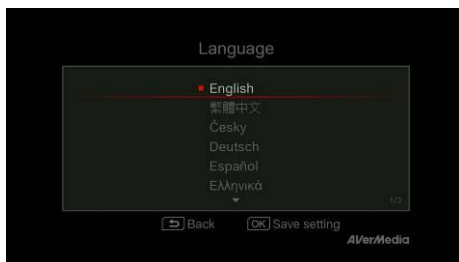 Language
English
繁體中文
Česky
Deutsch
Español
Ελληνικά
1/3
Back OK Save setting
AVerMedia